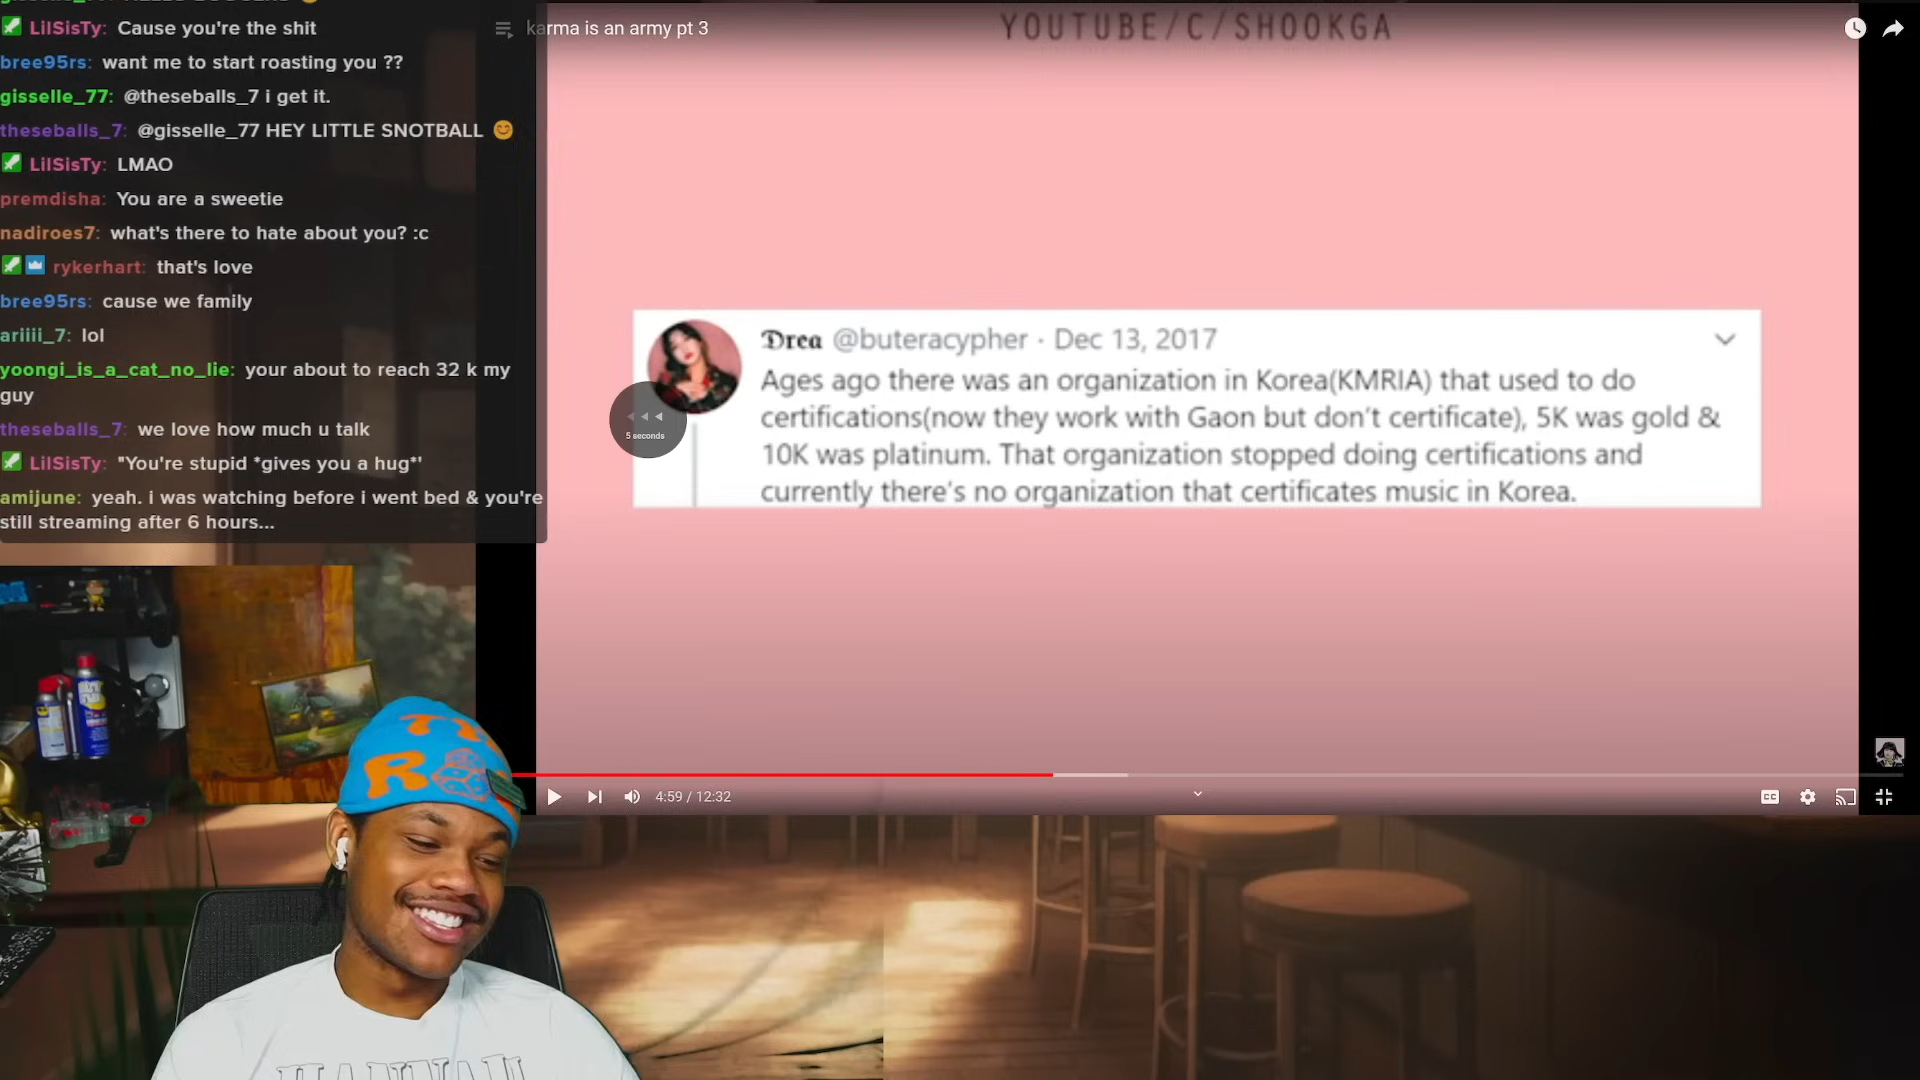 LilSisTy: Cause you're the shit
bree95rs: want me to start roasting you ??
gisselle_77: @theseballs_7 i get it.
theseballs_7: @gisselle_77 HEY LITTLE SNOTBALL 😊
LilSisTy: LMAO
premdisha: You are a sweetie
nadiroes7: what's there to hate about you? :c
rykerhart: that's love
bree95rs: cause we family
ariiii_7: lol
yoongi_is_a_cat_no_lie: your about to reach 32 k my
guy
theseballs_7: we love how much u talk
LilSisTy: "You're stupid *gives you a hug*'
amijune: yeah. i was watching before i went bed & you're
still streaming after 6 hours...
karma is an army pt 3
YOUTUBE/C/SHOOKGA
Drea @buteracypher · Dec 13, 2017
Ages ago there was an organization in Korea(KMRIA) that used to do
certifications(now they work with Gaon but don't certificate), 5K was gold &
10K was platinum. That organization stopped doing certifications and
currently there's no organization that certificates music in Korea.
5 seconds
4:59 / 12:32
CC